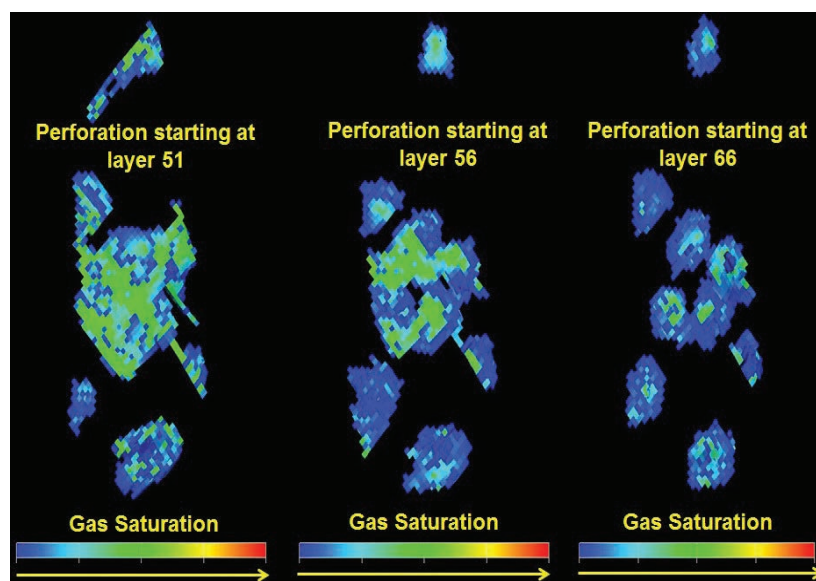 Perforation starting at
layer 51
Perforation starting at
layer 56
Perforation starting at
layer 66
Gas Saturation
Gas Saturation
Gas Saturation